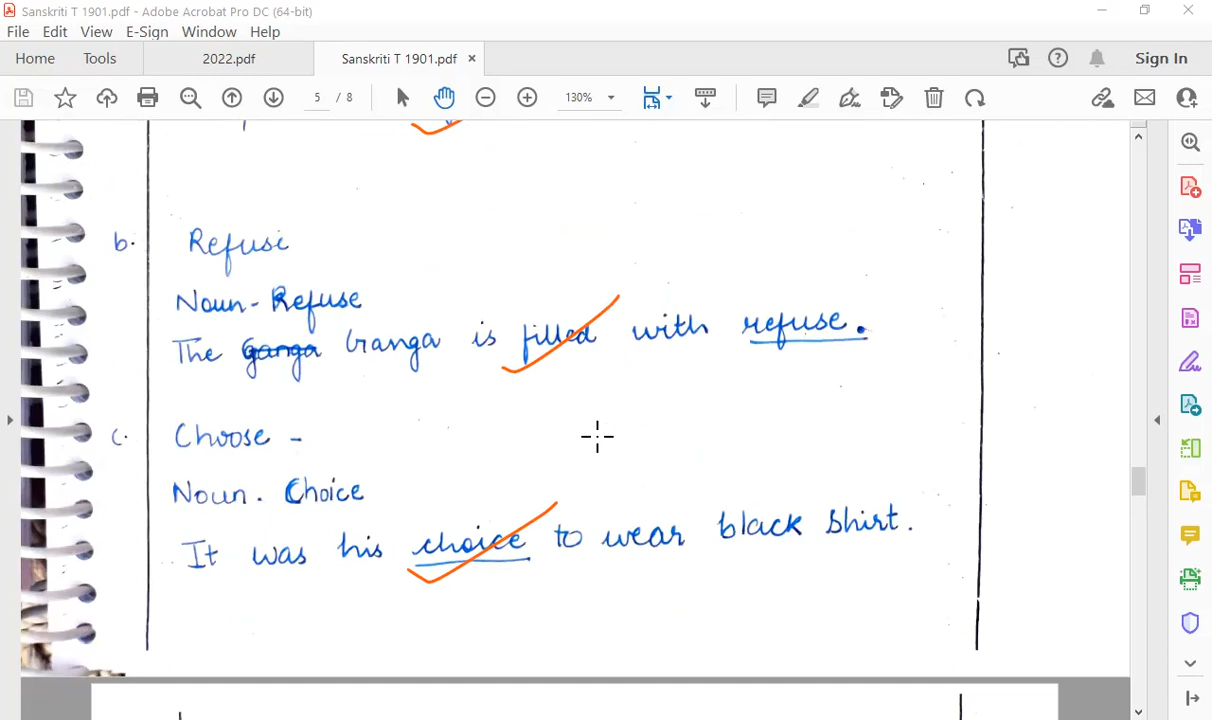 Sanskriti T 1901.pdf - Adobe Acrobat Pro DC (64-bit)
File Edit View E-Sign Window Help
Home Tools 2022.pdf Sanskriti T 1901.pdf × Sign In
5 / 8 130%
b. Refuse
Noun - Refuse
The Ganga is filled with refuse.
c. Choose -
Noun. Choice
It was his choice to wear black shirt.